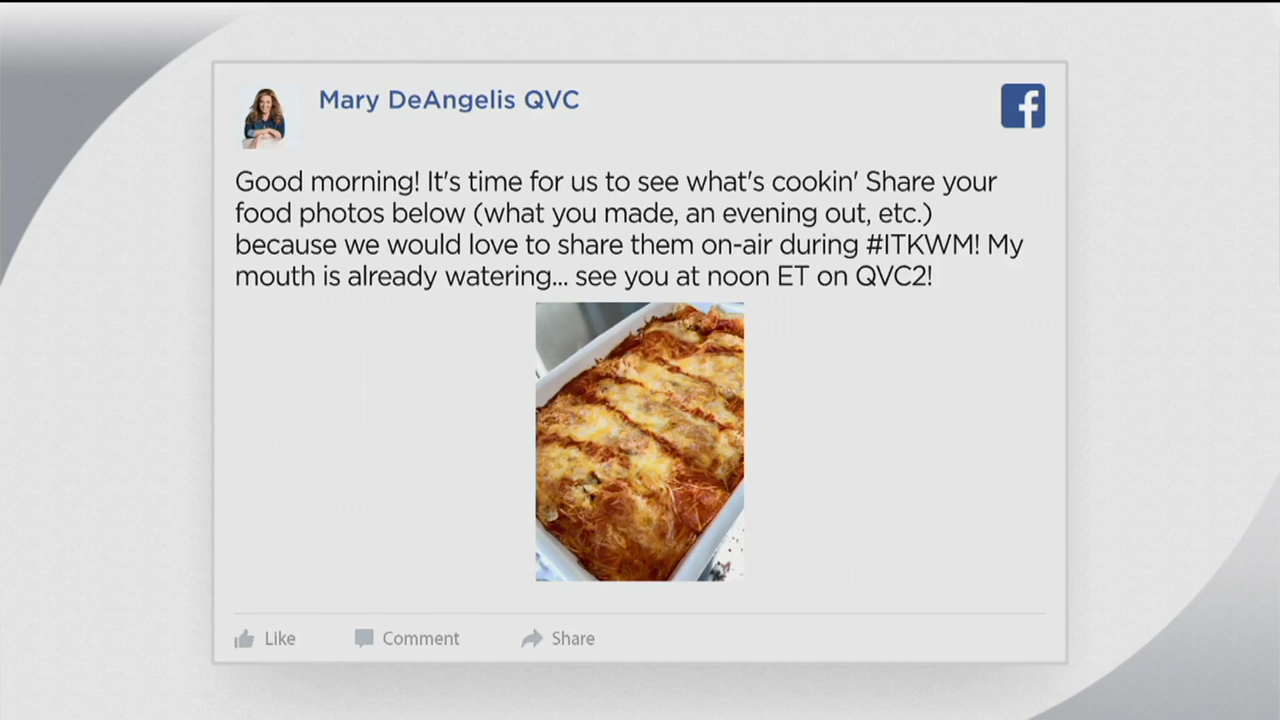 Mary DeAngelis QVC
Good morning! It's time for us to see what's cookin' Share your
food photos below (what you made, an evening out, etc.)
because we would love to share them on-air during #ITKWM! My
mouth is already watering... see you at noon ET on QVC2!
Like
Comment
Share